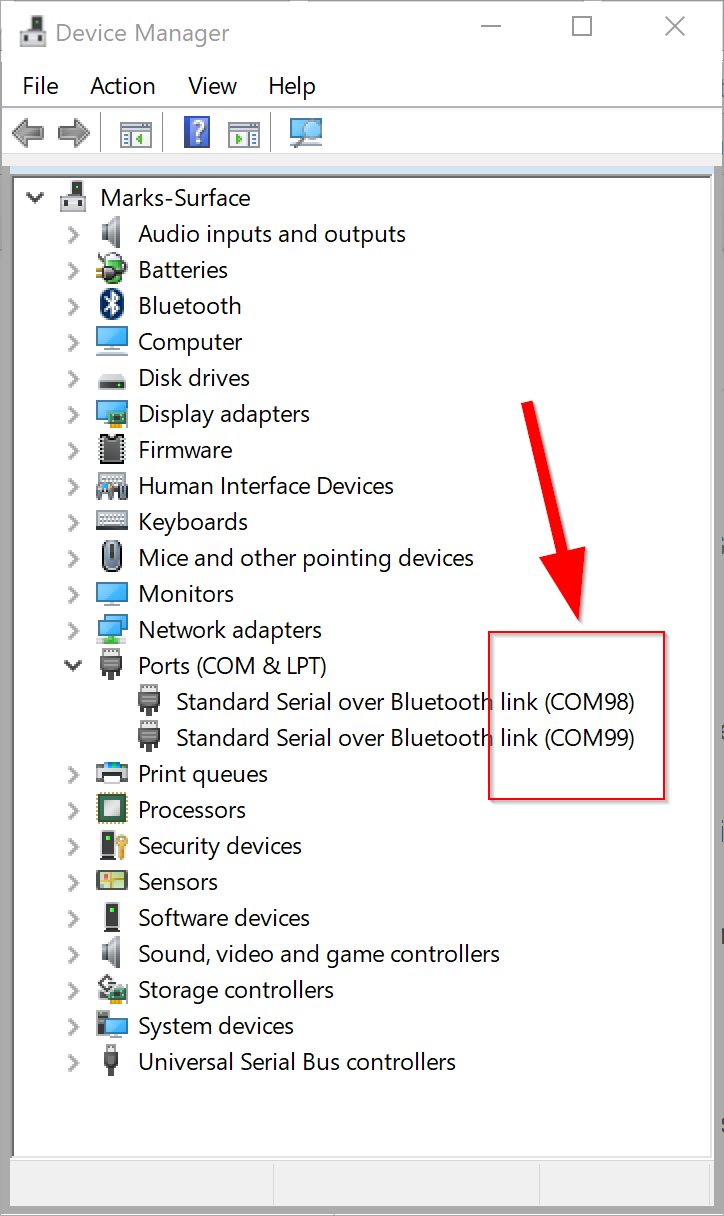 Device Manager
File Action View Help
Marks-Surface
Audio inputs and outputs
Batteries
Bluetooth
Computer
Disk drives
Display adapters
Firmware
Human Interface Devices
Keyboards
Mice and other pointing devices
Monitors
Network adapters
Ports (COM & LPT)
Standard Serial over Bluetooth link (COM98)
Standard Serial over Bluetooth link (COM99)
Print queues
Processors
Security devices
Sensors
Software devices
Sound, video and game controllers
Storage controllers
System devices
Universal Serial Bus controllers